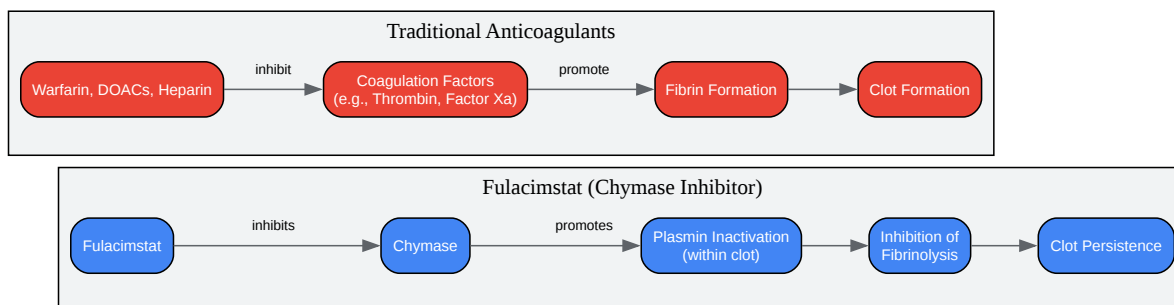 Traditional Anticoagulants
Warfarin, DOACs, Heparin
inhibit
Coagulation Factors
(e.g., Thrombin, Factor Xa)
promote
Fibrin Formation
Clot Formation
Fulacimstat (Chymase Inhibitor)
Fulacimstat
inhibits
Chymase
promotes
Plasmin Inactivation
(within clot)
Inhibition of
Fibrinolysis
Clot Persistence